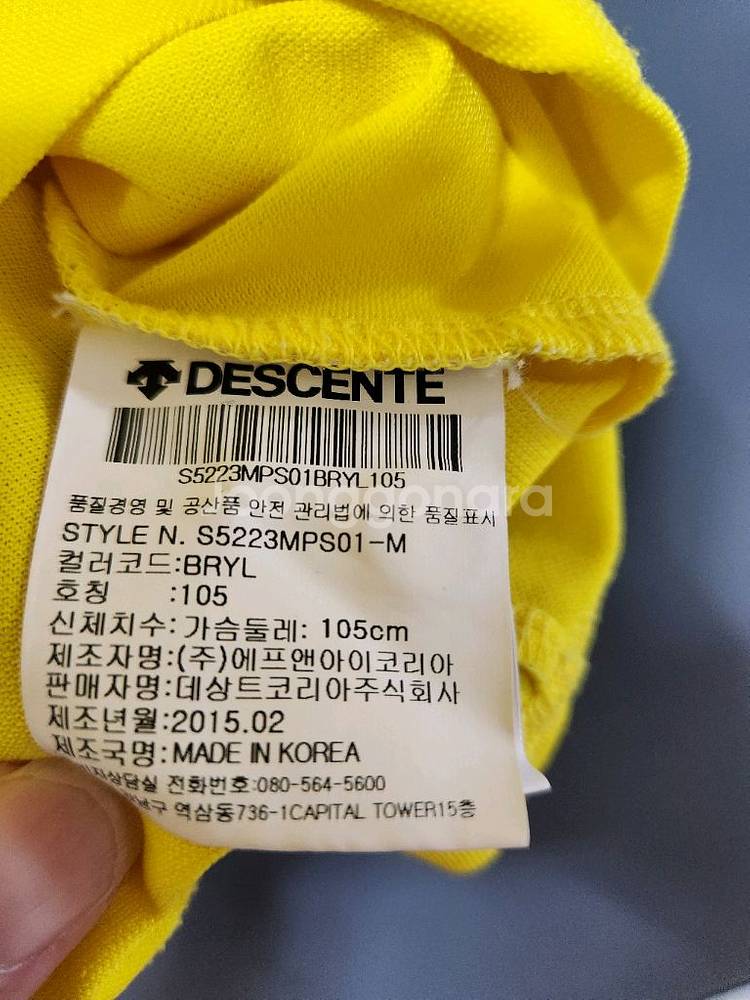 DESCENTE
S5223MPS01BRYL105
품질경영 및 공산품 안전 관리법에 의한 품질표시
STYLE N. S5223MPS01-M
컬러코드:BRYL
호칭 :105
신체치수:가슴둘레: 105cm
제조자명:(주)에프앤아이코리아
판매자명:데상트코리아주식회사
제조년월:2015.02
제조국명:MADE IN KOREA
전화번호:080-564-5600
역삼동736-1CAPITAL TOWER15층
joonggongra